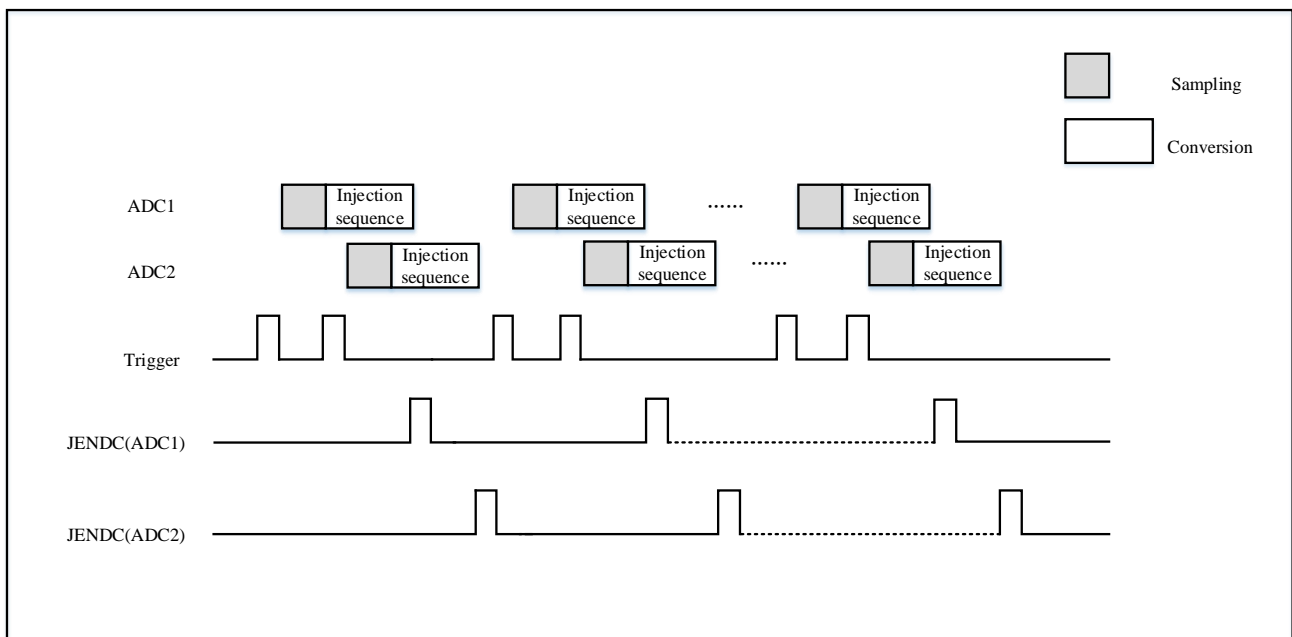 Sampling
Conversion
ADC1
Injection
sequence
Injection
sequence
......
Injection
sequence
ADC2
Injection
sequence
Injection
sequence
......
Injection
sequence
Trigger
JENDC(ADC1)
JENDC(ADC2)